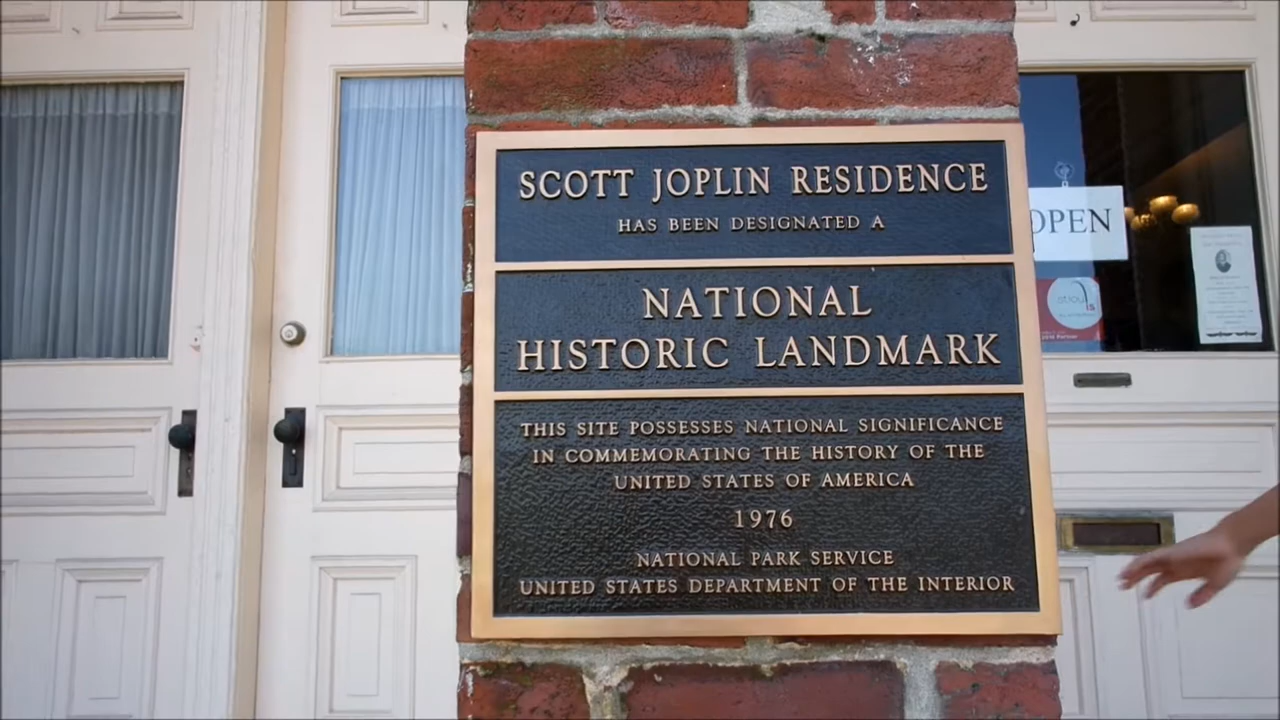 SCOTT JOPLIN RESIDENCE
HAS BEEN DESIGNATED A
NATIONAL
HISTORIC LANDMARK
THIS SITE POSSESSES NATIONAL SIGNIFICANCE
IN COMMEMORATING THE HISTORY OF THE
UNITED STATES OF AMERICA
1976
NATIONAL PARK SERVICE
UNITED STATES DEPARTMENT OF THE INTERIOR
OPEN